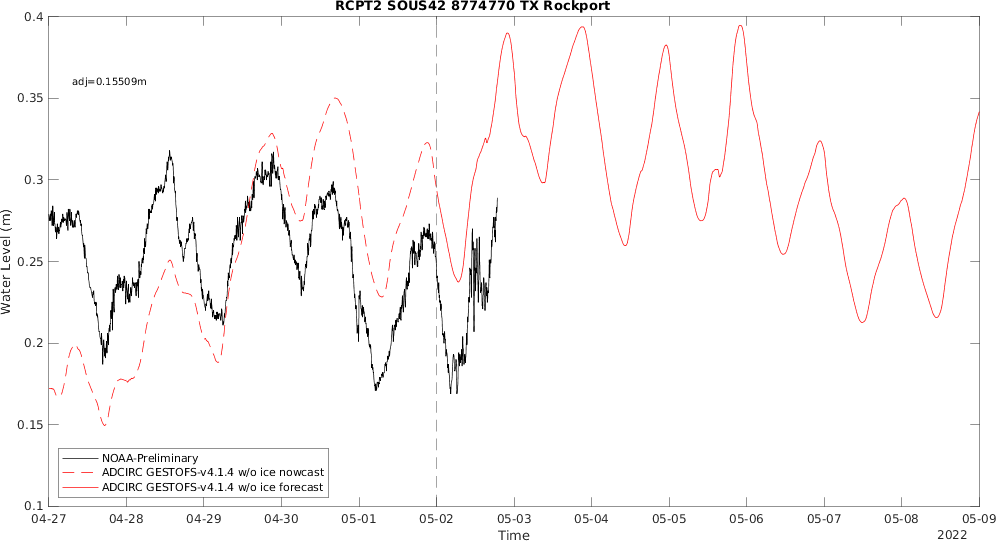 RCPT2 SOUS42 8774770 TX Rockport
0.4
adj=0.15509m
0.35
0.3
Water Level (m)
0.25
0.2
0.15
NOAA-Preliminary
ADCIRC GESTOFS-v4.1.4 w/o ice nowcast
ADCIRC GESTOFS-v4.1.4 w/o ice forecast
0.1
04-27 04-28 04-29 04-30 05-01 05-02 05-03 05-04 05-05 05-06 05-07 05-08 05-09
Time
2022